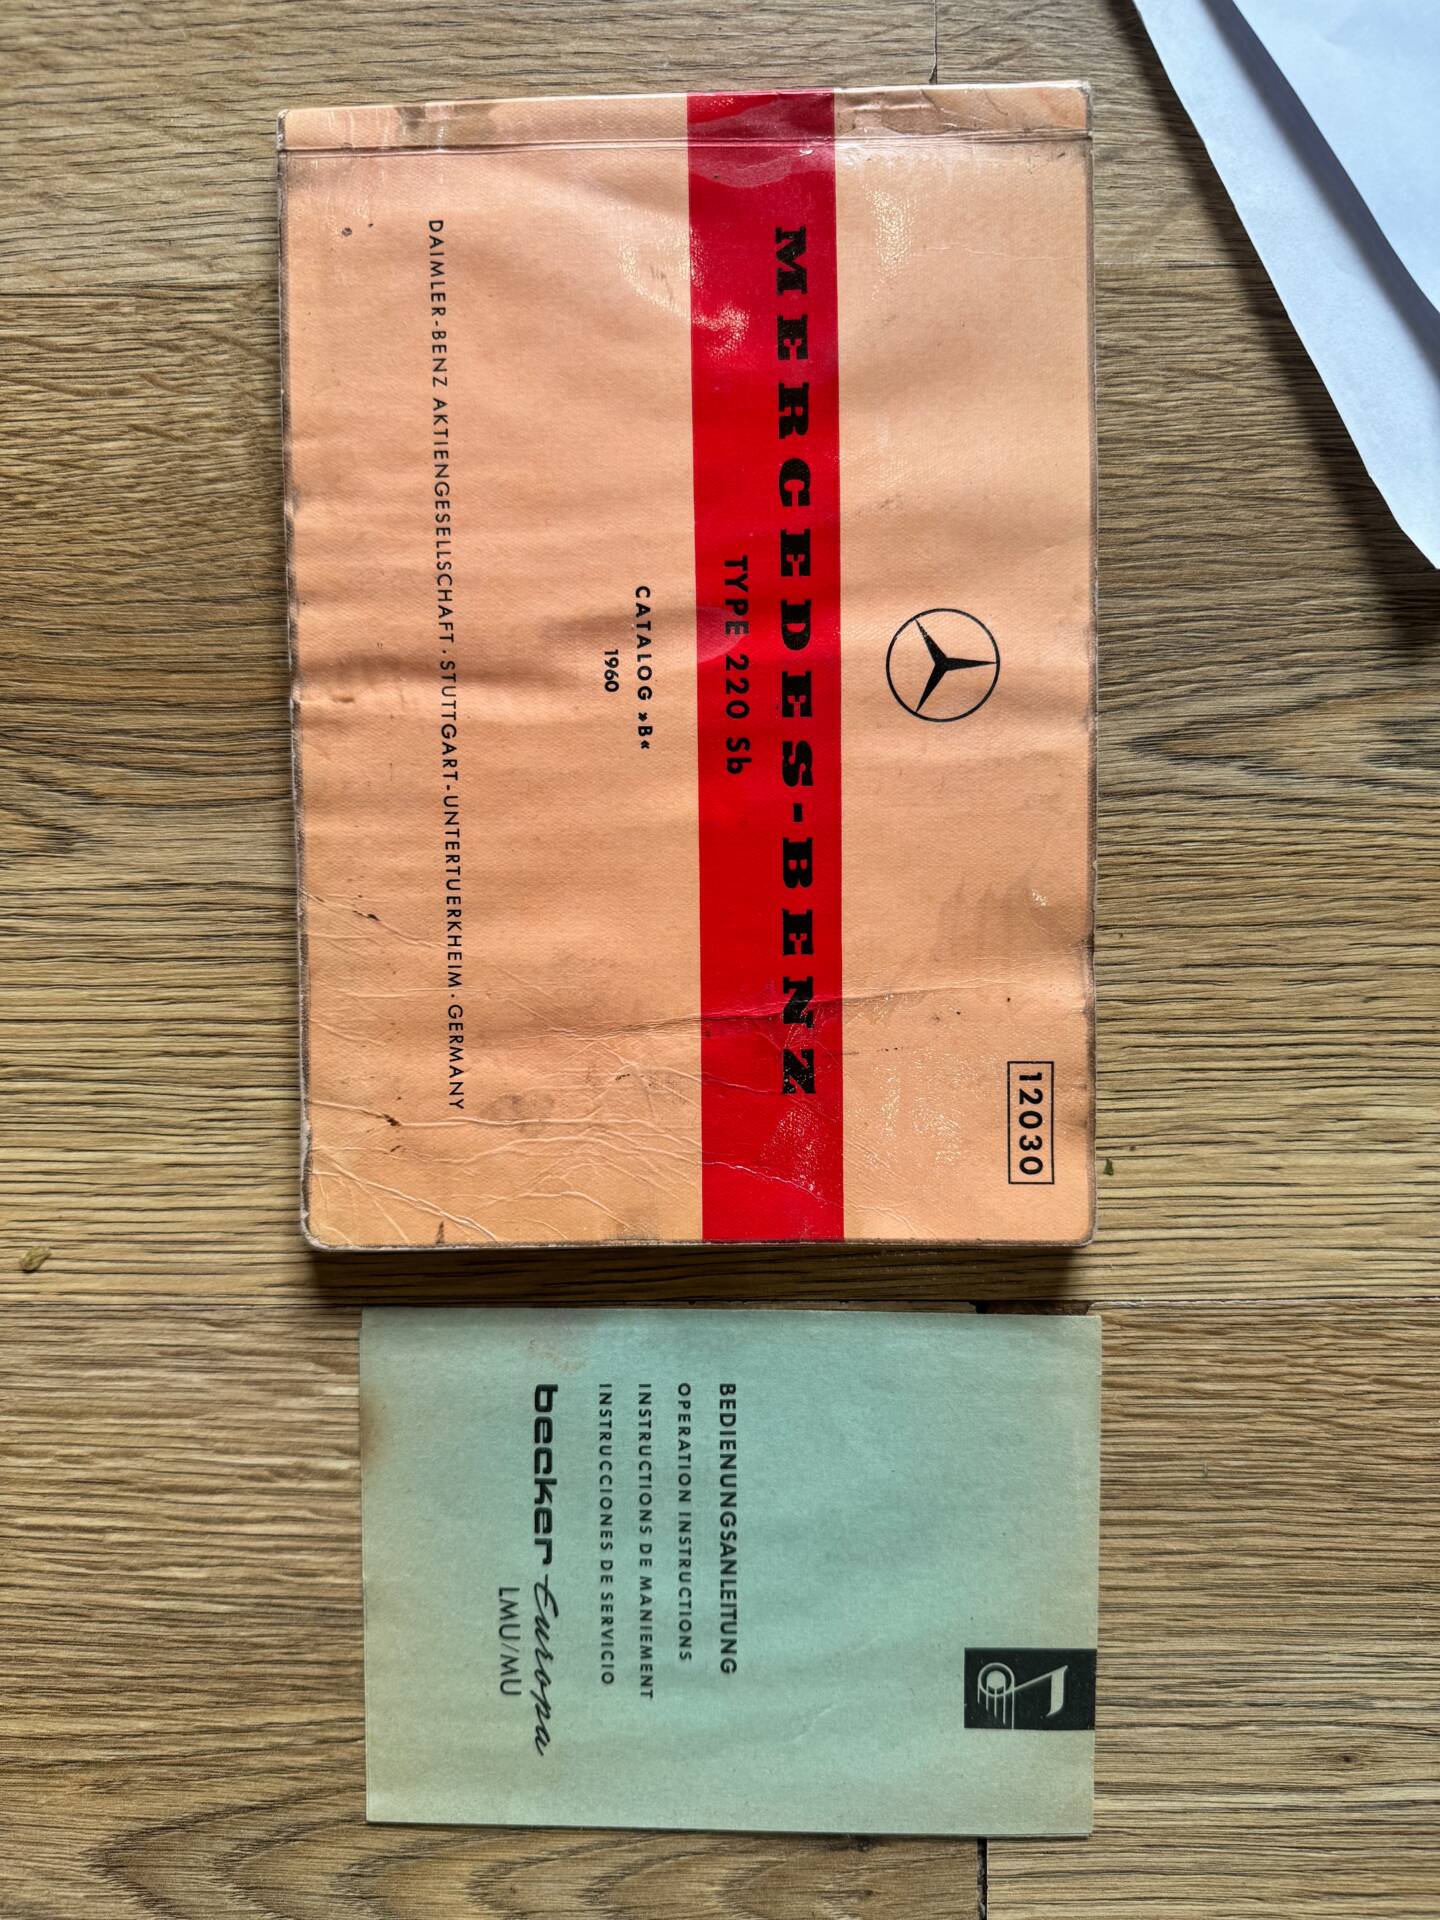 12030
MERCEDES-BENZ
TYPE 220 Sb
CATALOG »B«
1960
DAIMLER-BENZ AKTIENGESELLSCHAFT · STUTTGART-UNTERTUERKHEIM · GERMANY
BEDIENUNGSANLEITUNG
OPERATION INSTRUCTIONS
INSTRUCTIONS DE MANIEMENT
INSTRUCCIONES DE SERVICIO
becker Europa
LMU/MU